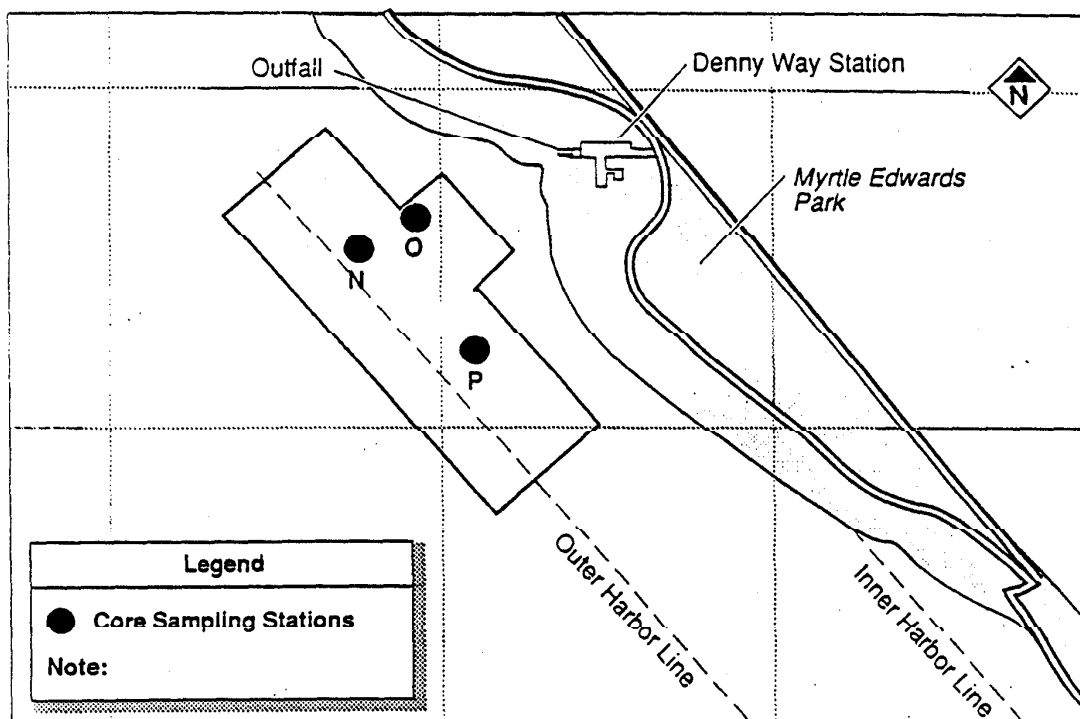 Outfall
Denny Way Station
N
Myrtle Edwards
Park
O
N
P
Outer Harbor Line
Inner Harbor Line
Legend
Core Sampling Stations
Note: